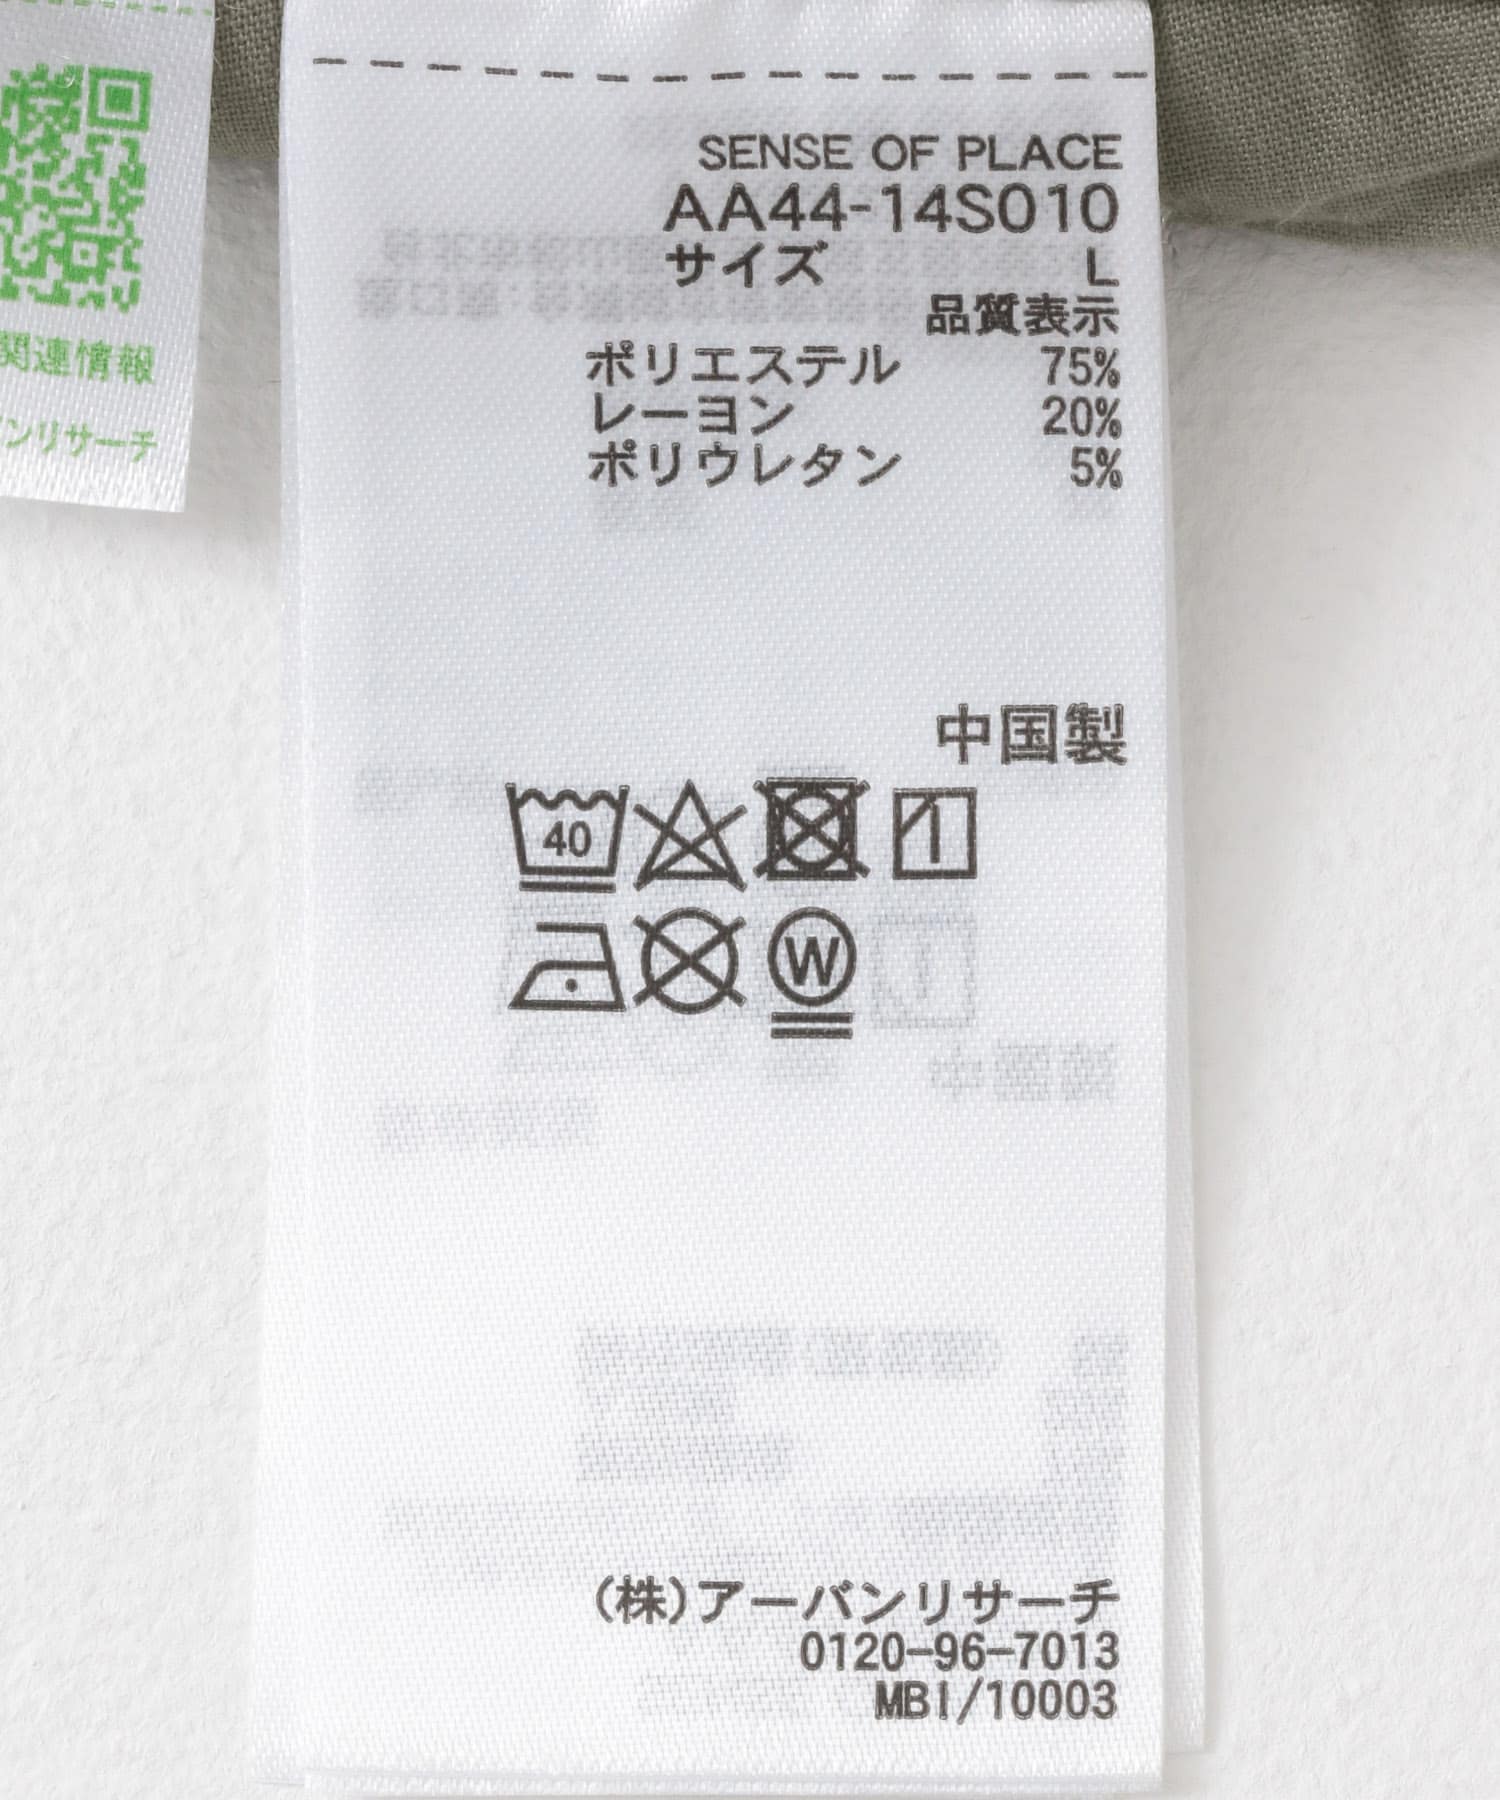 関連情報
ンリサーチ
SENSE OF PLACE
AA44-14S010
サイズ L
品質表示
ポリエステル 75%
レーヨン 20%
ポリウレタン 5%
中国製
40
W
(株)アーバンリサーチ
0120-96-7013
MBI/10003